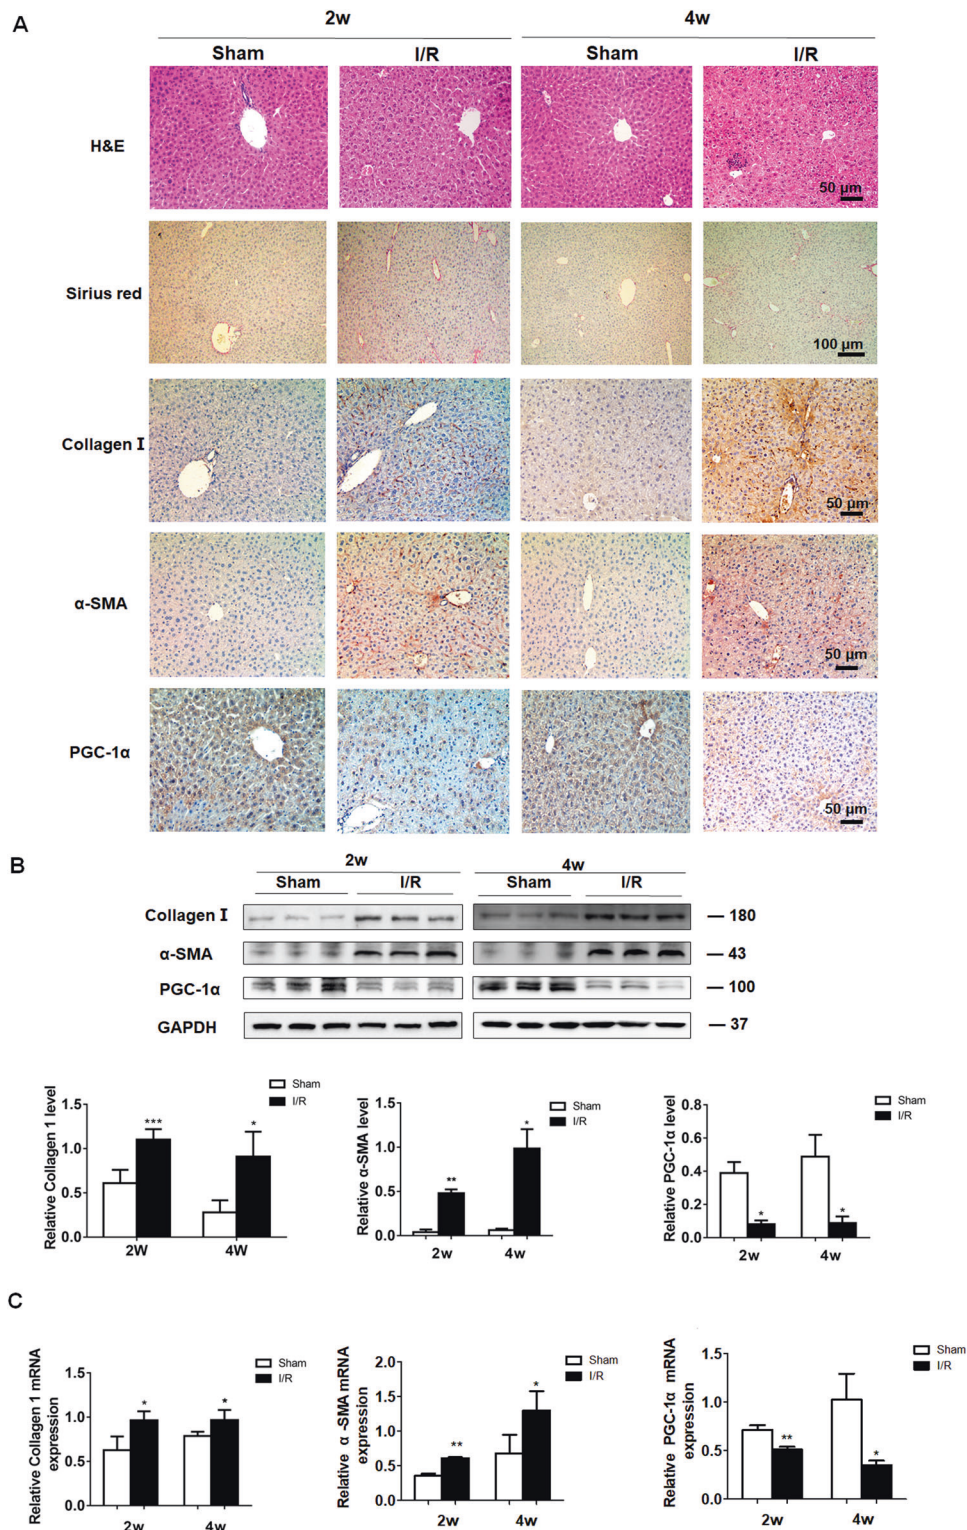 A
2w 4w
Sham I/R Sham I/R
H&E
50 µm
Sirius red
100 µm
Collagen I
50 µm
α-SMA
50 µm
PGC-1α
50 µm
B
2w 4w
Sham I/R Sham I/R
Collagen I — 180
α-SMA — 43
PGC-1α — 100
GAPDH — 37
Relative Collagen 1 level
1.5
1.0
0.5
0.0
*** *
2W 4W
Sham
I/R
Relative α-SMA level
1.5
1.0
0.5
0.0
** *
2w 4w
Sham
I/R
Relative PGC-1α level
0.8
0.6
0.4
0.2
0.0
* *
2w 4w
Sham
I/R
C
Relative Collagen 1 mRNA
expression
1.5
1.0
0.5
0.0
* *
2w 4w
Sham
I/R
Relative α -SMA mRNA
expression
2.0
1.5
1.0
0.5
0.0
** *
2w 4w
Sham
I/R
Relative PGC-1α mRNA
expression
1.5
1.0
0.5
0.0
** *
2w 4w
Sham
I/R